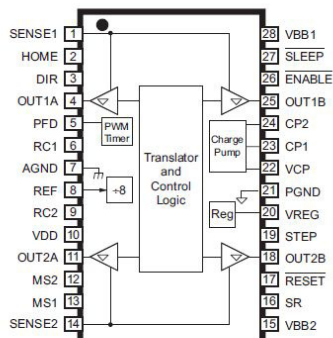 SENSE1 1
HOME 2
DIR 3
OUT1A 4
PFD 5
RC1 6
AGND 7
REF 8
RC2 9
VDD 10
OUT2A 11
MS2 12
MS1 13
SENSE2 14
PWM
Timer
÷8
Translator
and
Control
Logic
Charge
Pump
Reg
28 VBB1
27 SLEEP
26 ENABLE
25 OUT1B
24 CP2
23 CP1
22 VCP
21 PGND
20 VREG
19 STEP
18 OUT2B
17 RESET
16 SR
15 VBB2